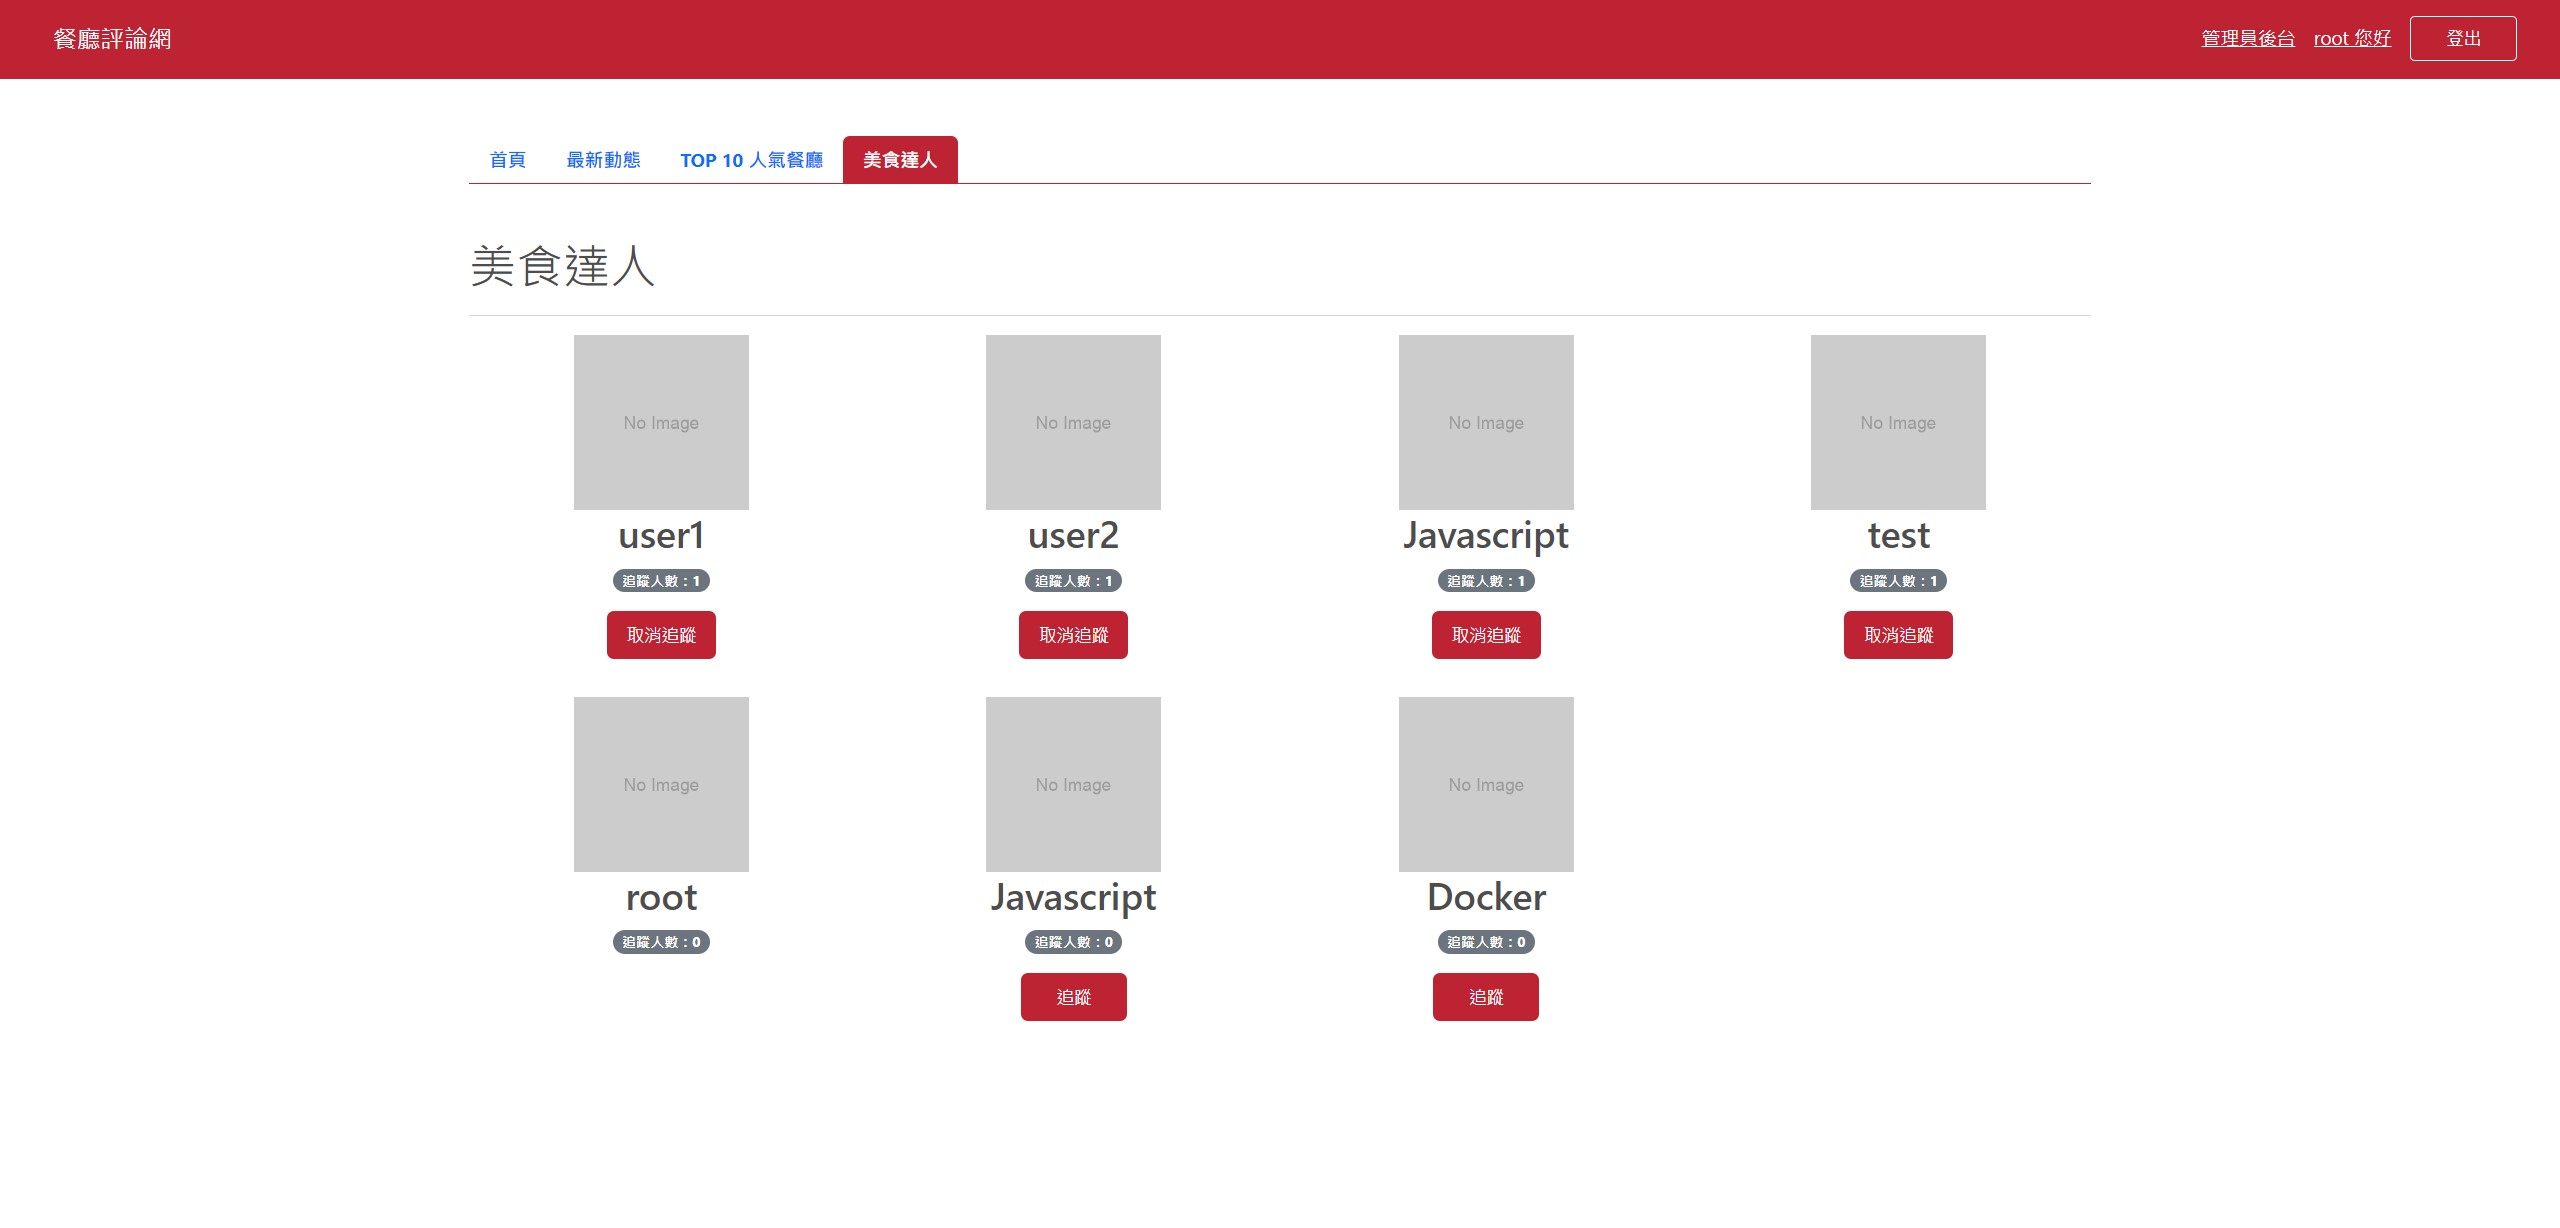 餐廳評論網
管理員後台 root 您好 登出
首頁 最新動態 TOP 10 人氣餐廳 美食達人
美食達人
No Image No Image No Image No Image
user1 user2 Javascript test
追蹤人數：1 追蹤人數：1 追蹤人數：1 追蹤人數：1
取消追蹤 取消追蹤 取消追蹤 取消追蹤
No Image No Image No Image
root Javascript Docker
追蹤人數：0 追蹤人數：0 追蹤人數：0
追蹤 追蹤